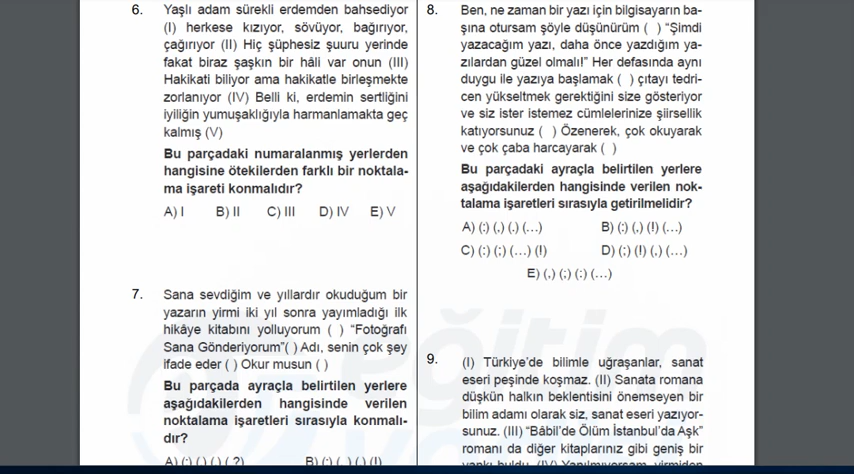 6. Yaşlı adam sürekli erdemden bahsediyor
(I) herkese kızıyor, sövüyor, bağırıyor,
çağırıyor (II) Hiç şüphesiz şuuru yerinde
fakat biraz şaşkın bir hâli var onun (III)
Hakikati biliyor ama hakikatle birleşmekte
zorlanıyor (IV) Belli ki, erdemin sertliğini
iyiliğin yumuşaklığıyla harmanlamakta geç
kalmış (V)
Bu parçadaki numaralanmış yerlerden
hangisine ötekilerden farklı bir noktala-
ma işareti konmalıdır?
A) I B) II C) III D) IV E) V
7. Sana sevdiğim ve yıllardır okuduğum bir
yazarın yirmi iki yıl sonra yayımladığı ilk
hikâye kitabını yolluyorum ( ) “Fotoğrafı
Sana Gönderiyorum”( ) Adı, senin çok şey
ifade eder ( ) Okur musun ( )
Bu parçada ayraçla belirtilen yerlere
aşağıdakilerden hangisinde verilen
noktalama işaretleri sırasıyla konmalı-
dır?
8. Ben, ne zaman bir yazı için bilgisayarın ba-
şına otursam şöyle düşünürüm ( ) “Şimdi
yazacağım yazı, daha önce yazdığım ya-
zılardan güzel olmalı!” Her defasında aynı
duygu ile yazıya başlamak ( ) çıtayı tedri-
cen yükseltmek gerektiğini size gösteriyor
ve siz ister istemez cümlelerinize şiirsellik
katıyorsunuz ( ) Özenerek, çok okuyarak
ve çok çaba harcayarak ( )
Bu parçadaki ayraçla belirtilen yerlere
aşağıdakilerden hangisinde verilen nok-
talama işaretleri sırasıyla getirilmelidir?
A) (:) (,) (.) (…) B) (:) (,) (!) (…)
C) (:) (;) (…) (!) D) (;) (!) (.) (…)
E) (,) (;) (:) (…)
9. (I) Türkiye’de bilimle uğraşanlar, sanat
eseri peşinde koşmaz. (II) Sanata romana
düşkün halkın beklentisini önemseyen bir
bilim adamı olarak siz, sanat eseri yazıyor-
sunuz. (III) “Bâbil’de Ölüm İstanbul’da Aşk”
romanı da diğer kitaplarınız gibi geniş bir
yankı buldu. (IV) Yanılmıyorsam, yirmiden
eğitim